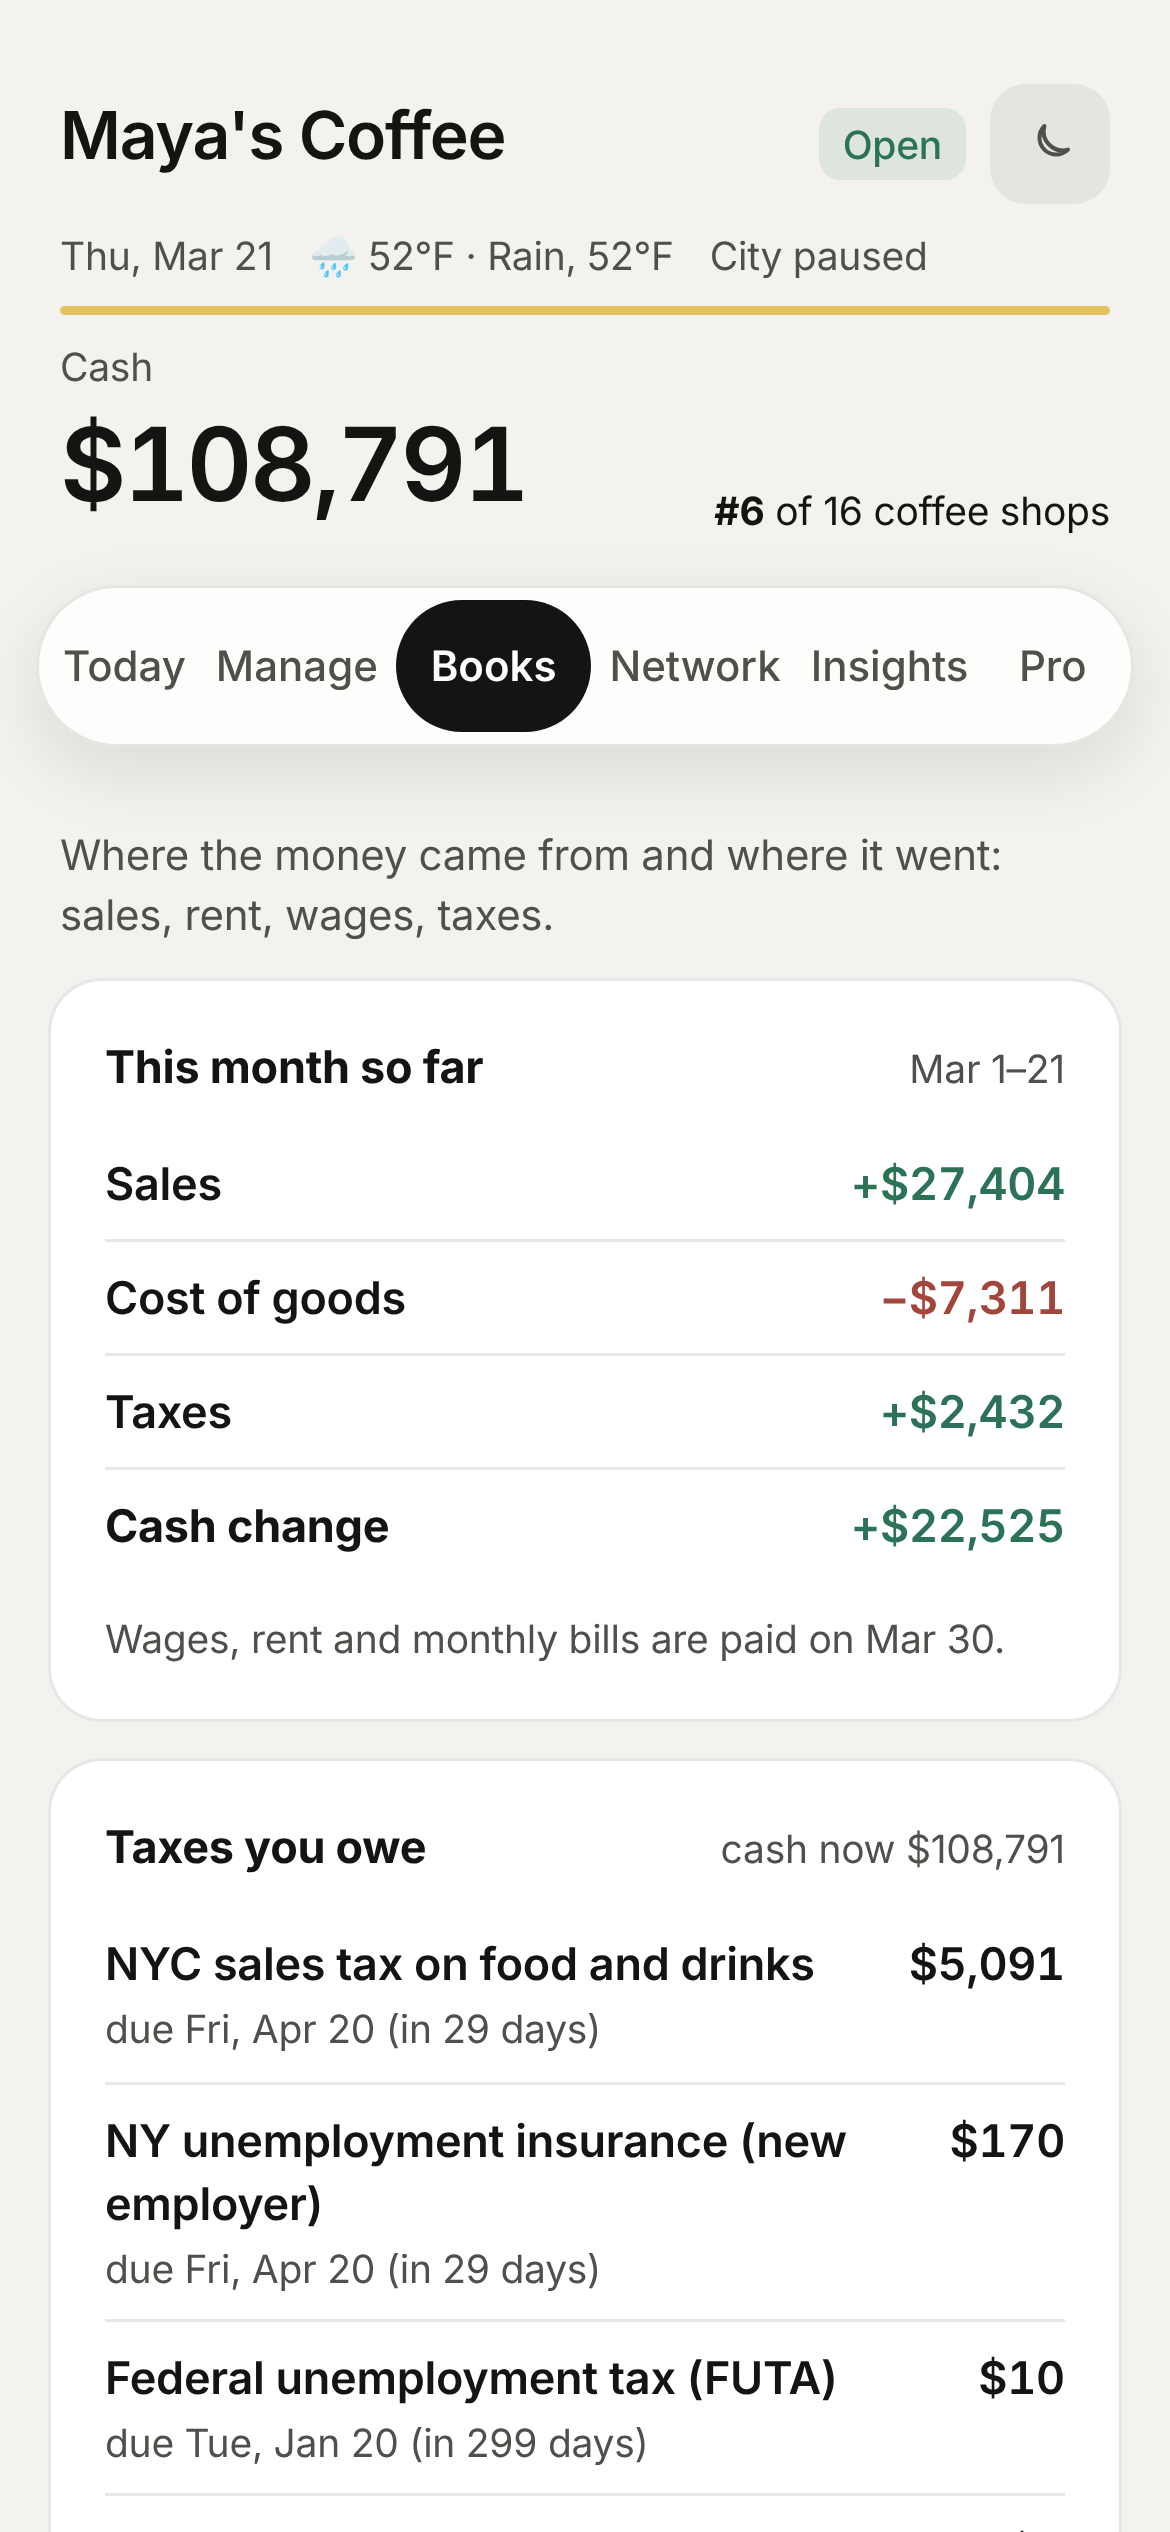 Maya's Coffee
Open
Thu, Mar 21 52°F · Rain, 52°F City paused
Cash
$108,791
#6 of 16 coffee shops
Today Manage Books Network Insights Pro
Where the money came from and where it went:
sales, rent, wages, taxes.
This month so far Mar 1–21
Sales +$27,404
Cost of goods −$7,311
Taxes +$2,432
Cash change +$22,525
Wages, rent and monthly bills are paid on Mar 30.
Taxes you owe cash now $108,791
NYC sales tax on food and drinks $5,091
due Fri, Apr 20 (in 29 days)
NY unemployment insurance (new $170
employer)
due Fri, Apr 20 (in 29 days)
Federal unemployment tax (FUTA) $10
due Tue, Jan 20 (in 299 days)